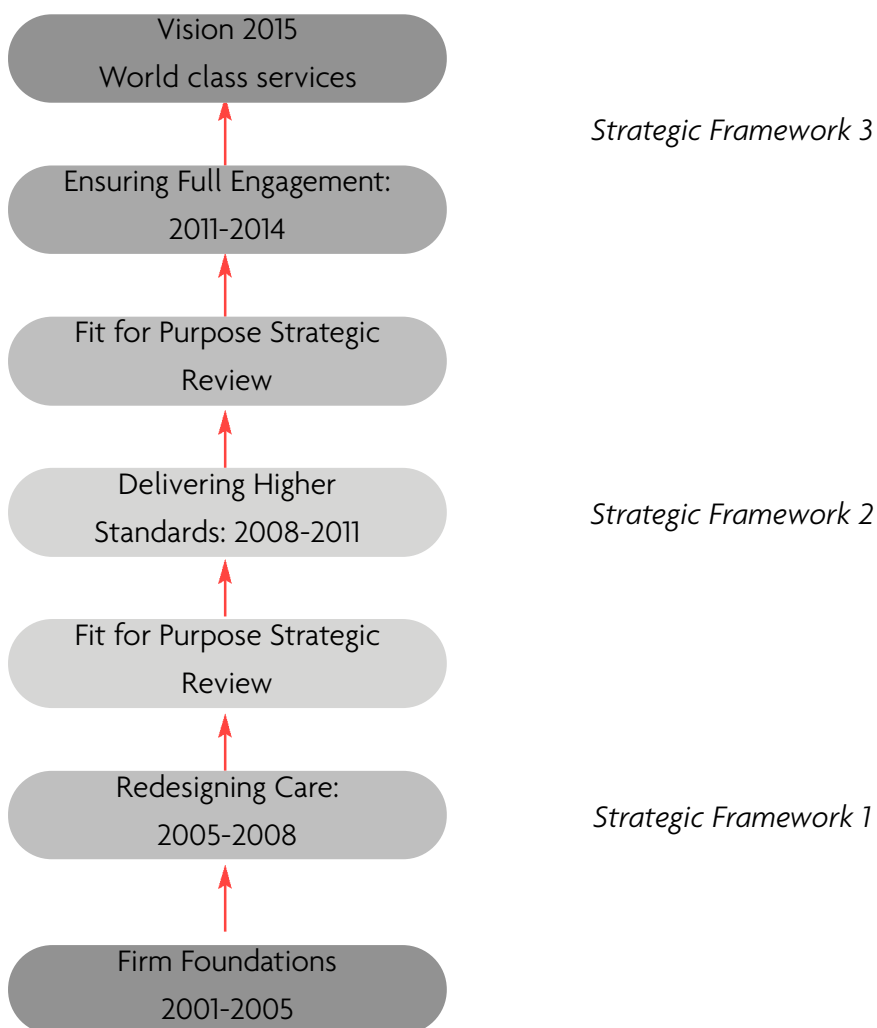 Vision 2015
World class services
Strategic Framework 3
Ensuring Full Engagement:
2011-2014
Fit for Purpose Strategic
Review
Delivering Higher
Standards: 2008-2011
Strategic Framework 2
Fit for Purpose Strategic
Review
Redesigning Care:
2005-2008
Strategic Framework 1
Firm Foundations
2001-2005